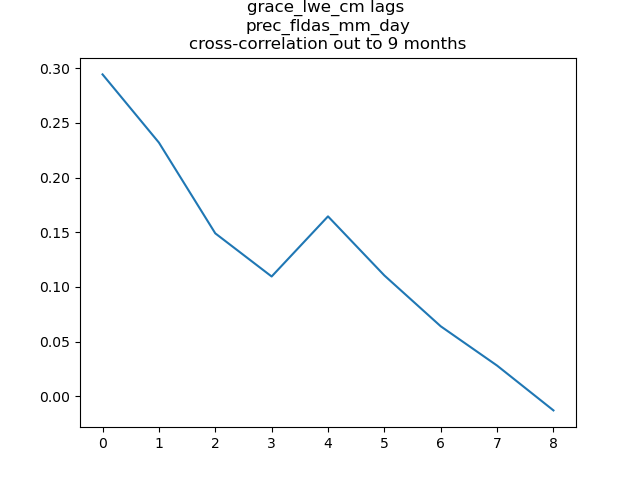 grace_lwe_cm lags
prec_fldas_mm_day
cross-correlation out to 9 months
0.30
0.25
0.20
0.15
0.10
0.05
0.00
0 1 2 3 4 5 6 7 8